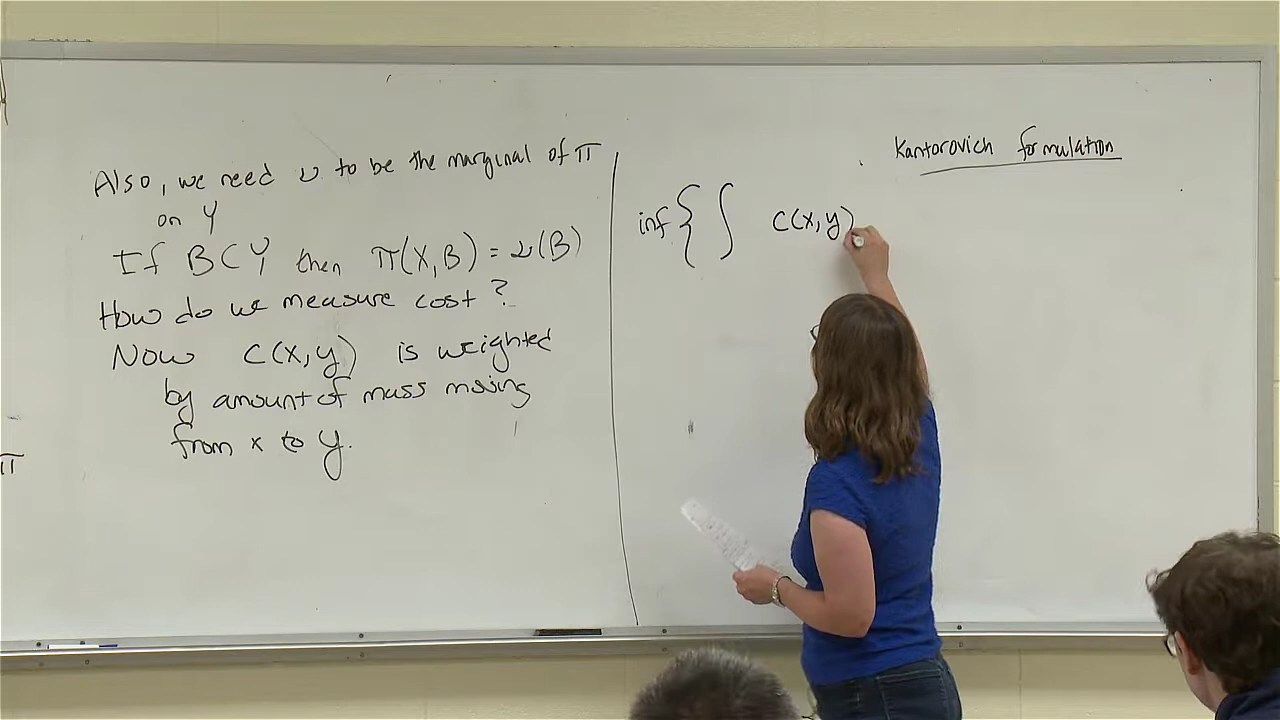 Also, we need ν to be the marginal of π
on Y
If B⊂Y, then π(X,B) = ν(B)
How do we measure cost?
Now c(x,y) is weighted
by amount of mass moving
from x to y.
π
Kantorovich formulation
inf { ∫ c(x,y)